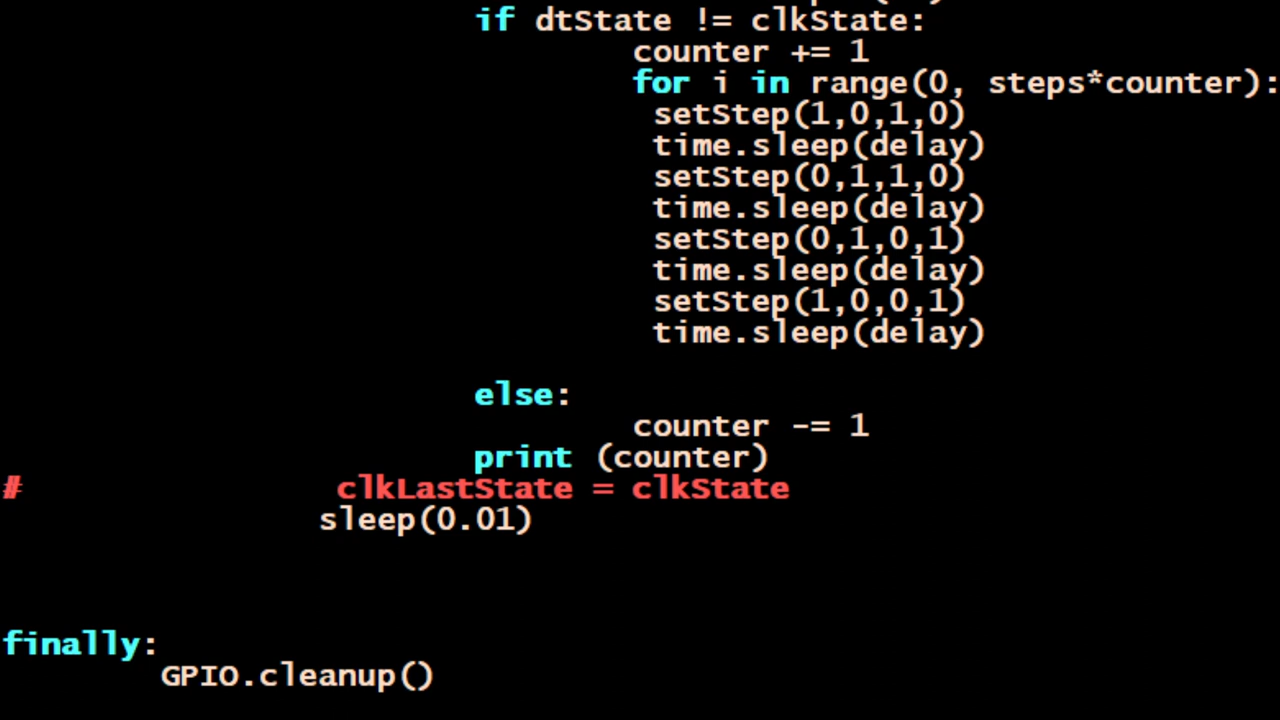 if dtState != clkState:
counter += 1
for i in range(0, steps*counter):
setStep(1,0,1,0)
time.sleep(delay)
setStep(0,1,1,0)
time.sleep(delay)
setStep(0,1,0,1)
time.sleep(delay)
setStep(1,0,0,1)
time.sleep(delay)
else:
counter -= 1
print (counter)
# clkLastState = clkState
sleep(0.01)
finally:
GPIO.cleanup()